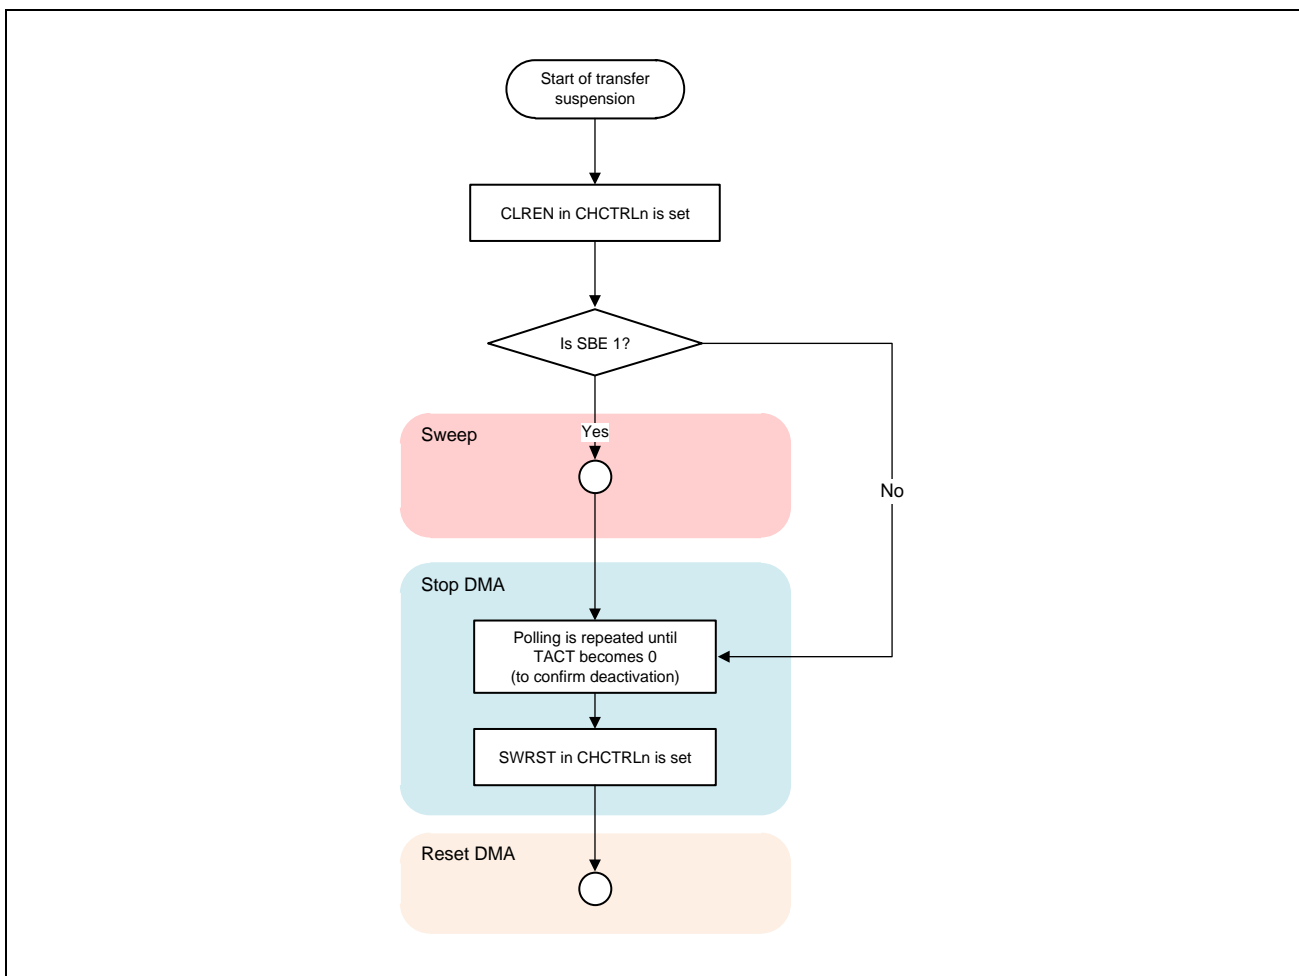 Start of transfer
suspension
CLREN in CHCTRLn is set
Is SBE 1?
Sweep
Yes
No
Stop DMA
Polling is repeated until
TACT becomes 0
(to confirm deactivation)
SWRST in CHCTRLn is set
Reset DMA